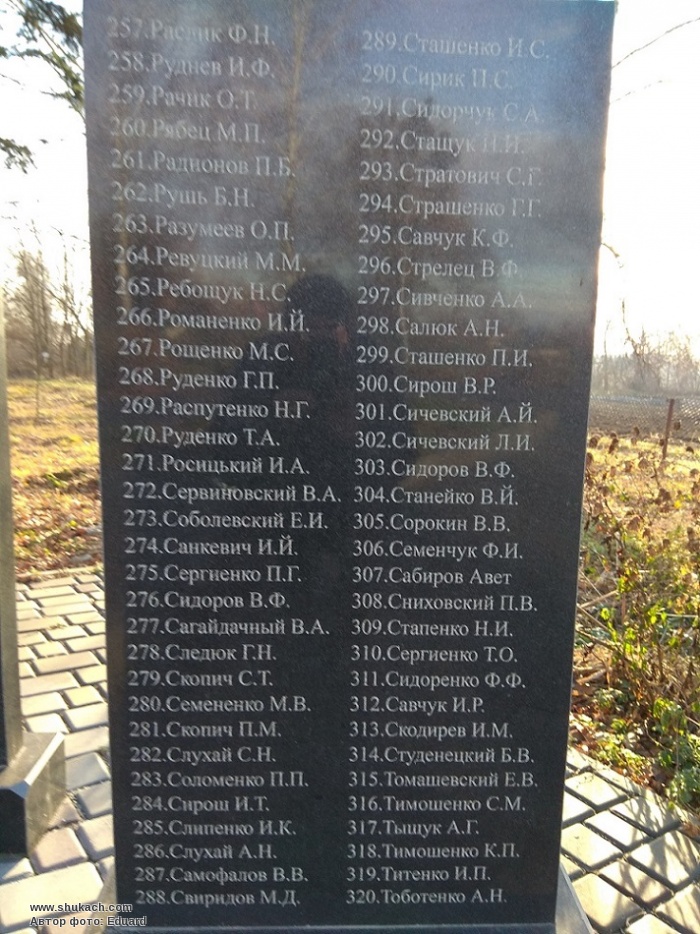 257.Расник Ф.Н.
258.Руднев И.Ф.
259.Рачик О.Т.
260.Рябец М.П.
261.Радионов П.Б.
262.Рушь Б.Н.
263.Разумеев О.П.
264.Ревуцкий М.М.
265.Ребощук Н.С.
266.Романенко И.Й.
267.Рощенко М.С.
268.Руденко Г.П.
269.Распутенко Н.Г.
270.Руденко Т.А.
271.Росицький И.А.
272.Сервиновский В.А.
273.Соболевский Е.И.
274.Санкевич И.Й.
275.Сергиенко П.Г.
276.Сидоров В.Ф.
277.Сагайдачный В.А.
278.Следюк Г.Н.
279.Скопич С.Т.
280.Семененко М.В.
281.Скопич П.М.
282.Слухай С.Н.
283.Соломенко П.П.
284.Сирош И.Т.
285.Слипенко И.К.
286.Слухай А.Н.
287.Самофалов В.В.
288.Свиридов М.Д.
289.Сташенко И.С.
290.Сирик П.С.
291.Сидорчук С.А.
292.Стащук И.И.
293.Стратович С.Г.
294.Страшенко Г.Г.
295.Савчук К.Ф.
296.Стрелец В.Ф.
297.Сивченко А.А.
298.Салюк А.Н.
299.Сташенко П.И.
300.Сирош В.Р.
301.Сичевский А.Й.
302.Сичевский Л.И.
303.Сидоров В.Ф.
304.Станейко В.Й.
305.Сорокин В.В.
306.Семенчук Ф.И.
307.Сабиров Авет
308.Сниховский П.В.
309.Стапенко Н.И.
310.Сергиенко Т.О.
311.Сидоренко Ф.Ф.
312.Савчук И.Р.
313.Скодирев И.М.
314.Студенецкий Б.В.
315.Томашевский Е.В.
316.Тимошенко С.М.
317.Тыщук А.Г.
318.Тимошенко К.П.
319.Титенко И.П.
320.Тоботенко А.Н.
www.shukach.com
Автор фото: Eduard